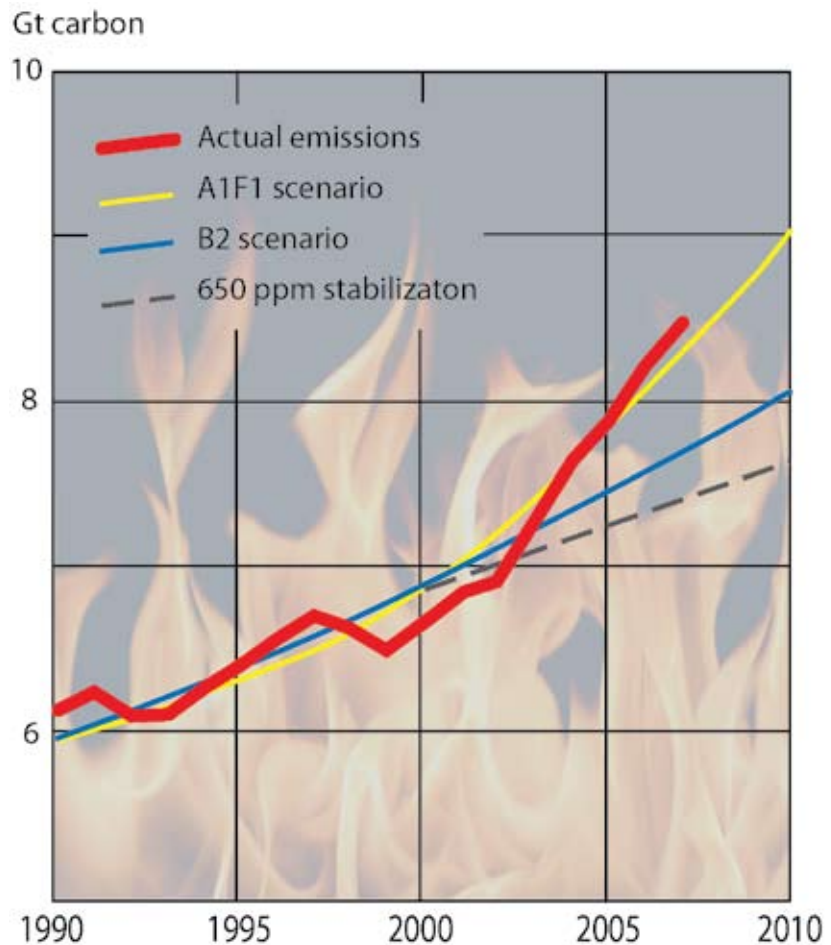 Gt carbon
10
Actual emissions
A1F1 scenario
B2 scenario
650 ppm stabilizaton
8
6
1990 1995 2000 2005 2010